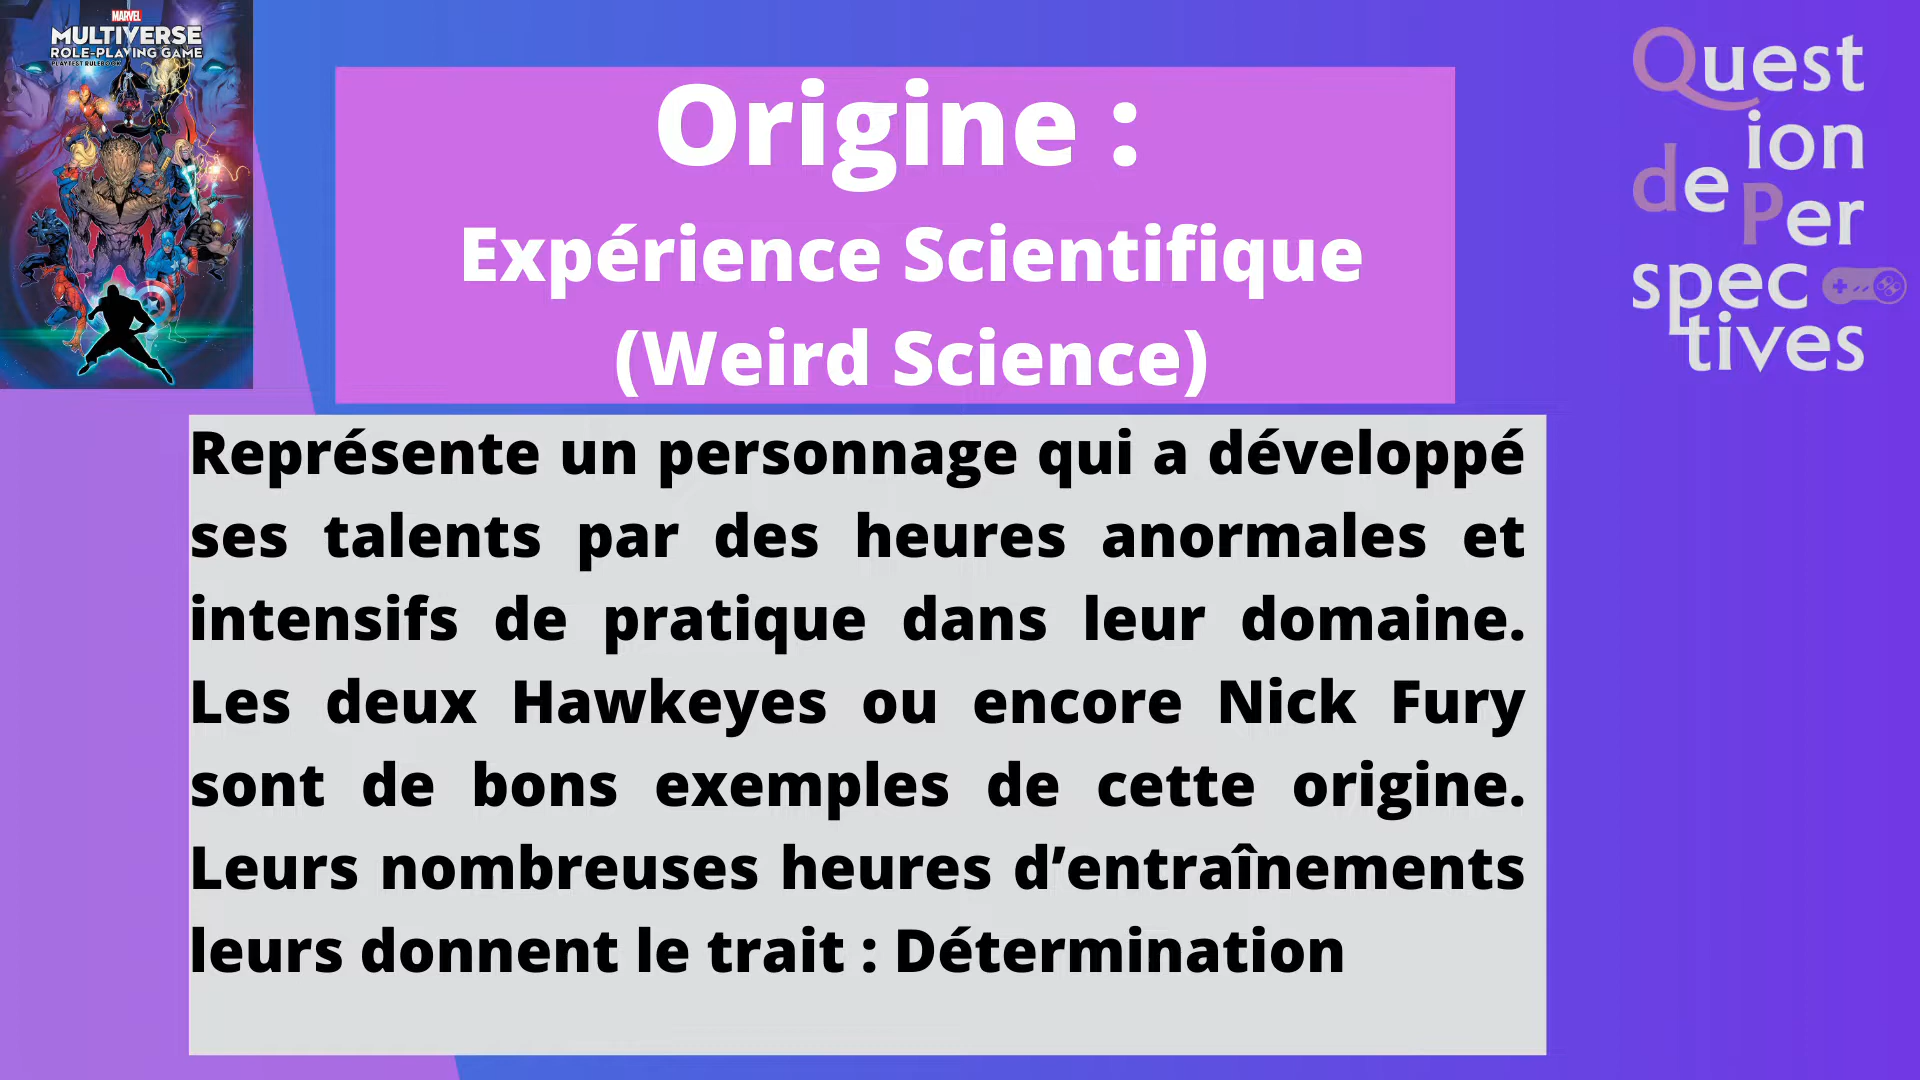 MARVEL
MULTIVERSE
ROLE-PLAYING GAME
PLAYTEST RULEBOOK
Origine :
Expérience Scientifique
(Weird Science)
Quest
ion
de Per
spec
tives
Représente un personnage qui a développé
ses talents par des heures anormales et
intensifs de pratique dans leur domaine.
Les deux Hawkeyes ou encore Nick Fury
sont de bons exemples de cette origine.
Leurs nombreuses heures d’entraînements
leurs donnent le trait : Détermination